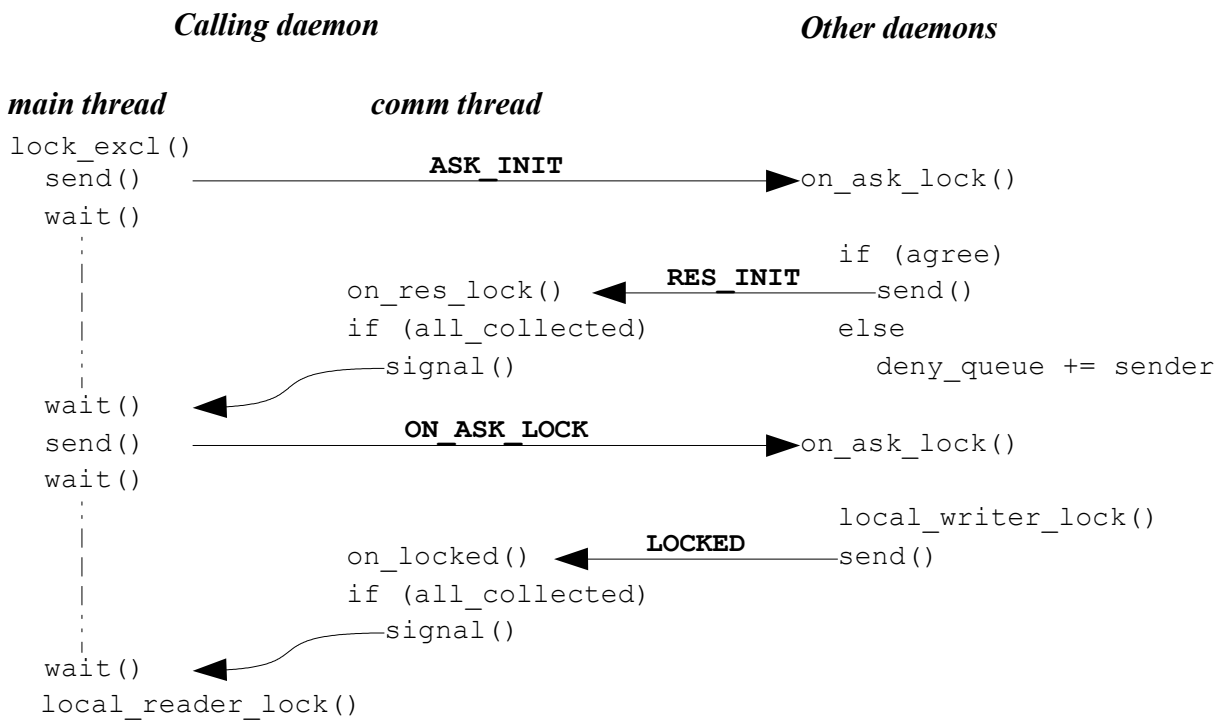 Calling daemon Other daemons
main thread comm thread
lock_excl()
send() ASK_INIT on_ask_lock()
wait()
if (agree)
on_res_lock() RES_INIT send()
if (all_collected) else
signal() deny_queue += sender
wait()
send() ON_ASK_LOCK on_ask_lock()
wait()
local_writer_lock()
on_locked() LOCKED send()
if (all_collected)
signal()
wait()
local_reader_lock()